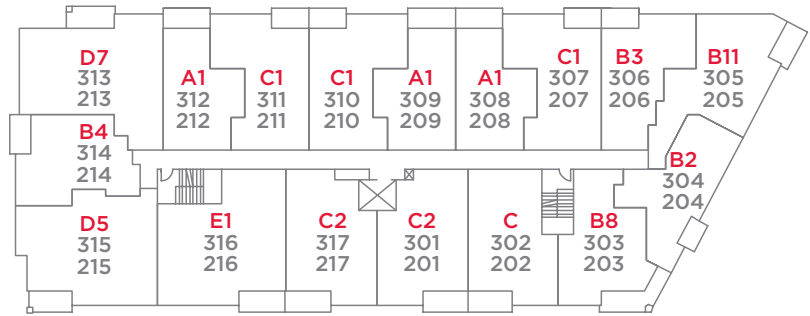 D7
313
213
A1
312
212
C1
311
211
C1
310
210
A1
309
209
A1
308
208
C1
307
207
B3
306
206
B11
305
205
B4
314
214
B2
304
204
D5
315
215
E1
316
216
C2
317
217
C2
301
201
C
302
202
B8
303
203